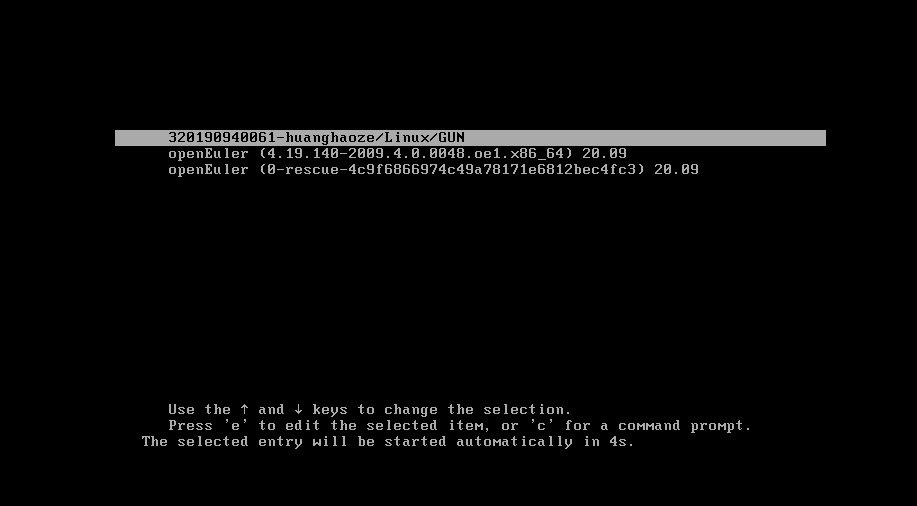 320190940061-huanghaoze/Linux/GUN
openEuler (4.19.140-2009.4.0.0048.oe1.x86_64) 20.09
openEuler (0-rescue-4c9f6866974c49a78171e6812bec4fc3) 20.09
Use the ↑ and ↓ keys to change the selection.
Press 'e' to edit the selected item, or 'c' for a command prompt.
The selected entry will be started automatically in 4s.